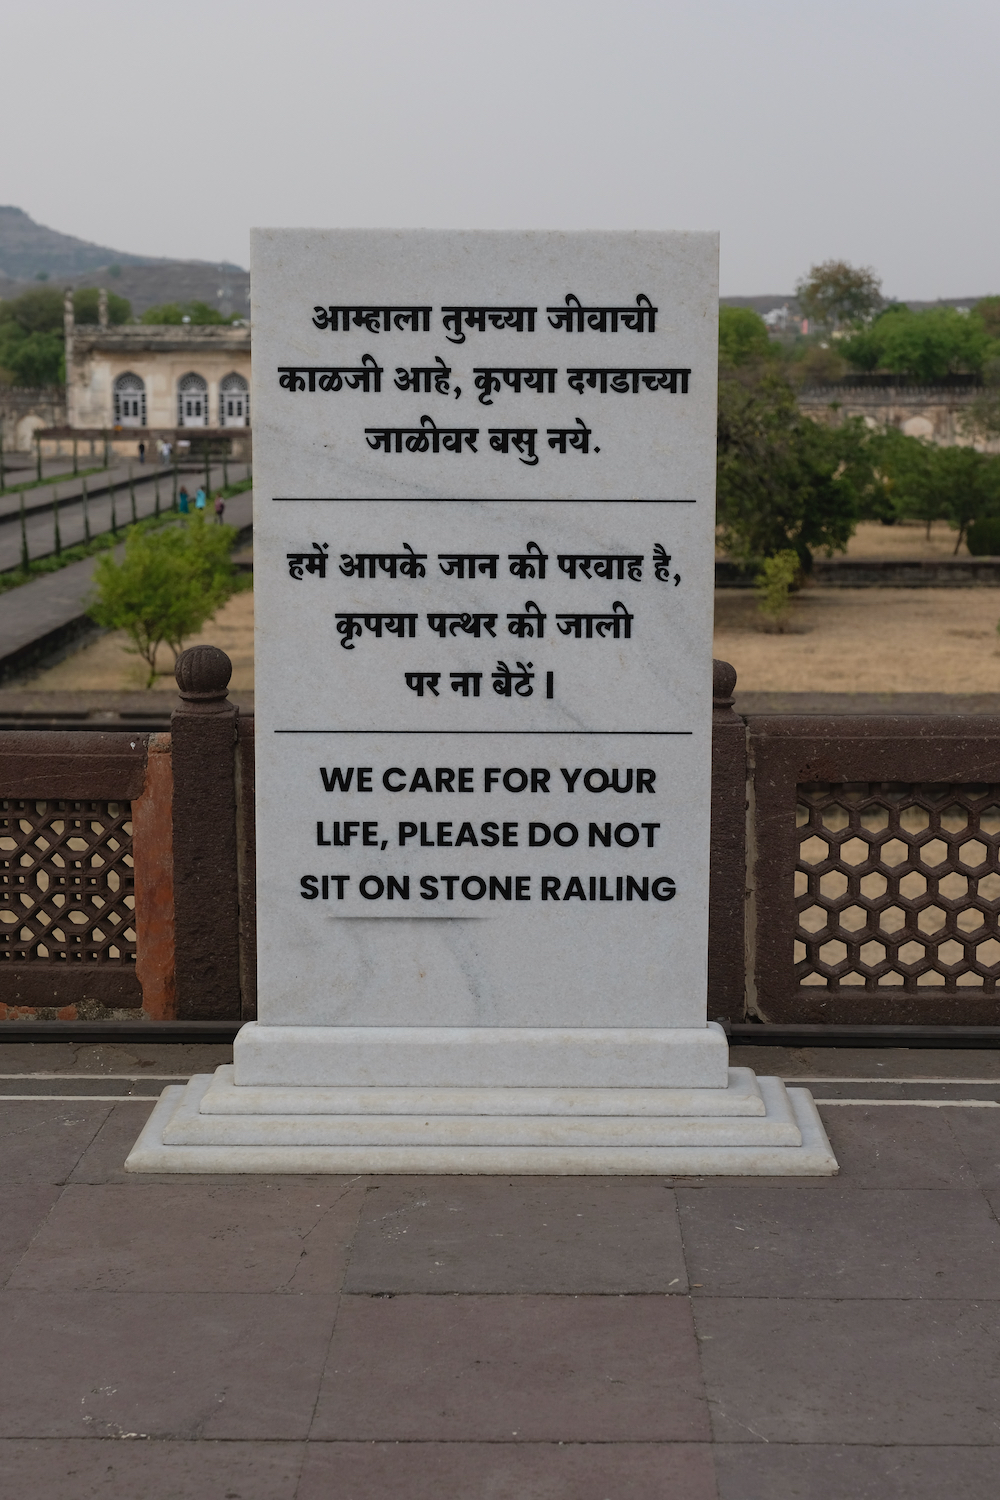 आम्हाला तुमच्या जीवाची
काळजी आहे, कृपया दगडाच्या
जाळीवर बसु नये.
हमें आपके जान की परवाह है,
कृपया पत्थर की जाली
पर ना बैठें |
WE CARE FOR YOUR
LIFE, PLEASE DO NOT
SIT ON STONE RAILING